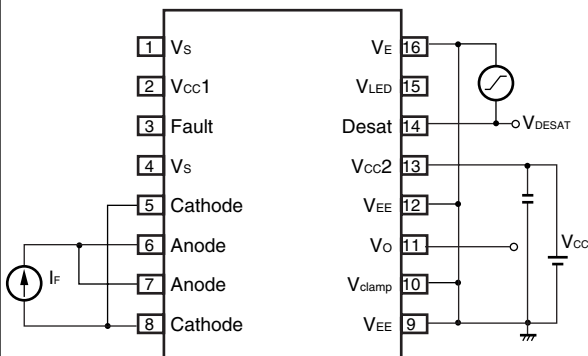 1 Vs VE 16
2 Vcc1 VLED 15
3 Fault Desat 14 VDESAT
4 Vs Vcc2 13
5 Cathode VEE 12
6 Anode Vo 11 Vcc
IF
7 Anode Vclamp 10
8 Cathode VEE 9